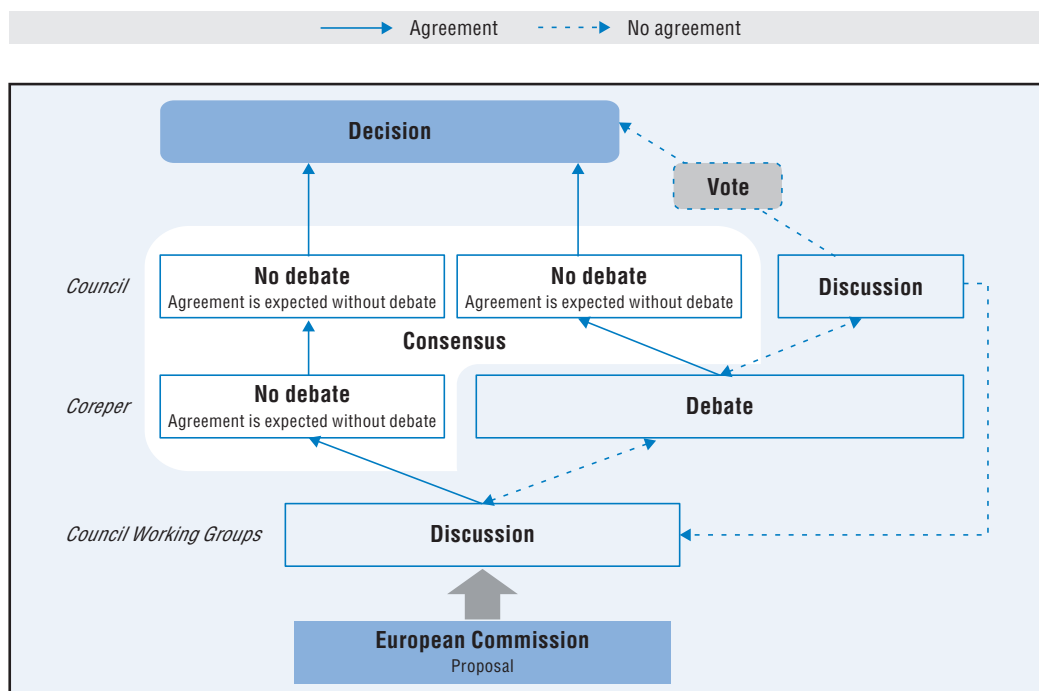 Agreement
No agreement
Decision
Vote
Council
No debate
Agreement is expected without debate
No debate
Agreement is expected without debate
Discussion
Consensus
Coreper
No debate
Agreement is expected without debate
Debate
Council Working Groups
Discussion
European Commission
Proposal